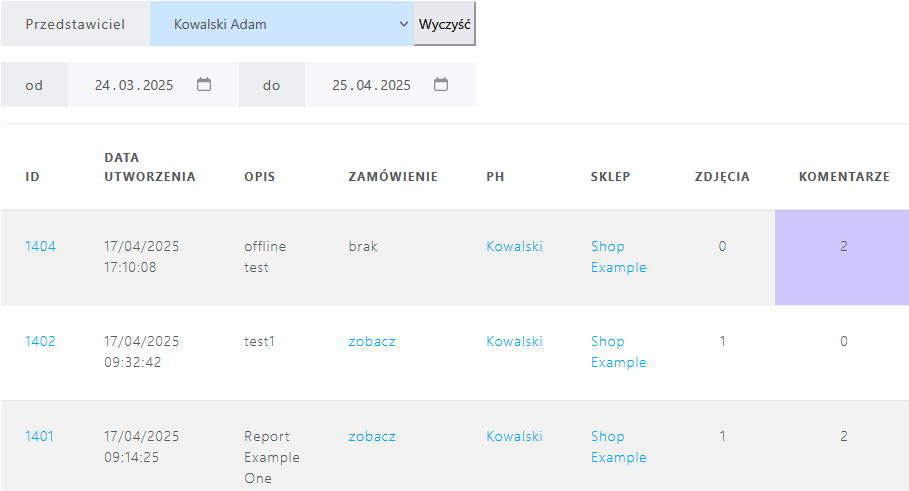 Przedstawiciel Kowalski Adam Wyczyść
od 24.03.2025 do 25.04.2025
ID DATA UTWORZENIA OPIS ZAMÓWIENIE PH SKLEP ZDJĘCIA KOMENTARZE
1404 17/04/2025 offline brak Kowalski Shop 0 2
17:10:08 test Example
1402 17/04/2025 test1 zobacz Kowalski Shop 1 0
09:32:42 Example
1401 17/04/2025 Report zobacz Kowalski Shop 1 2
09:14:25 Example Example
One